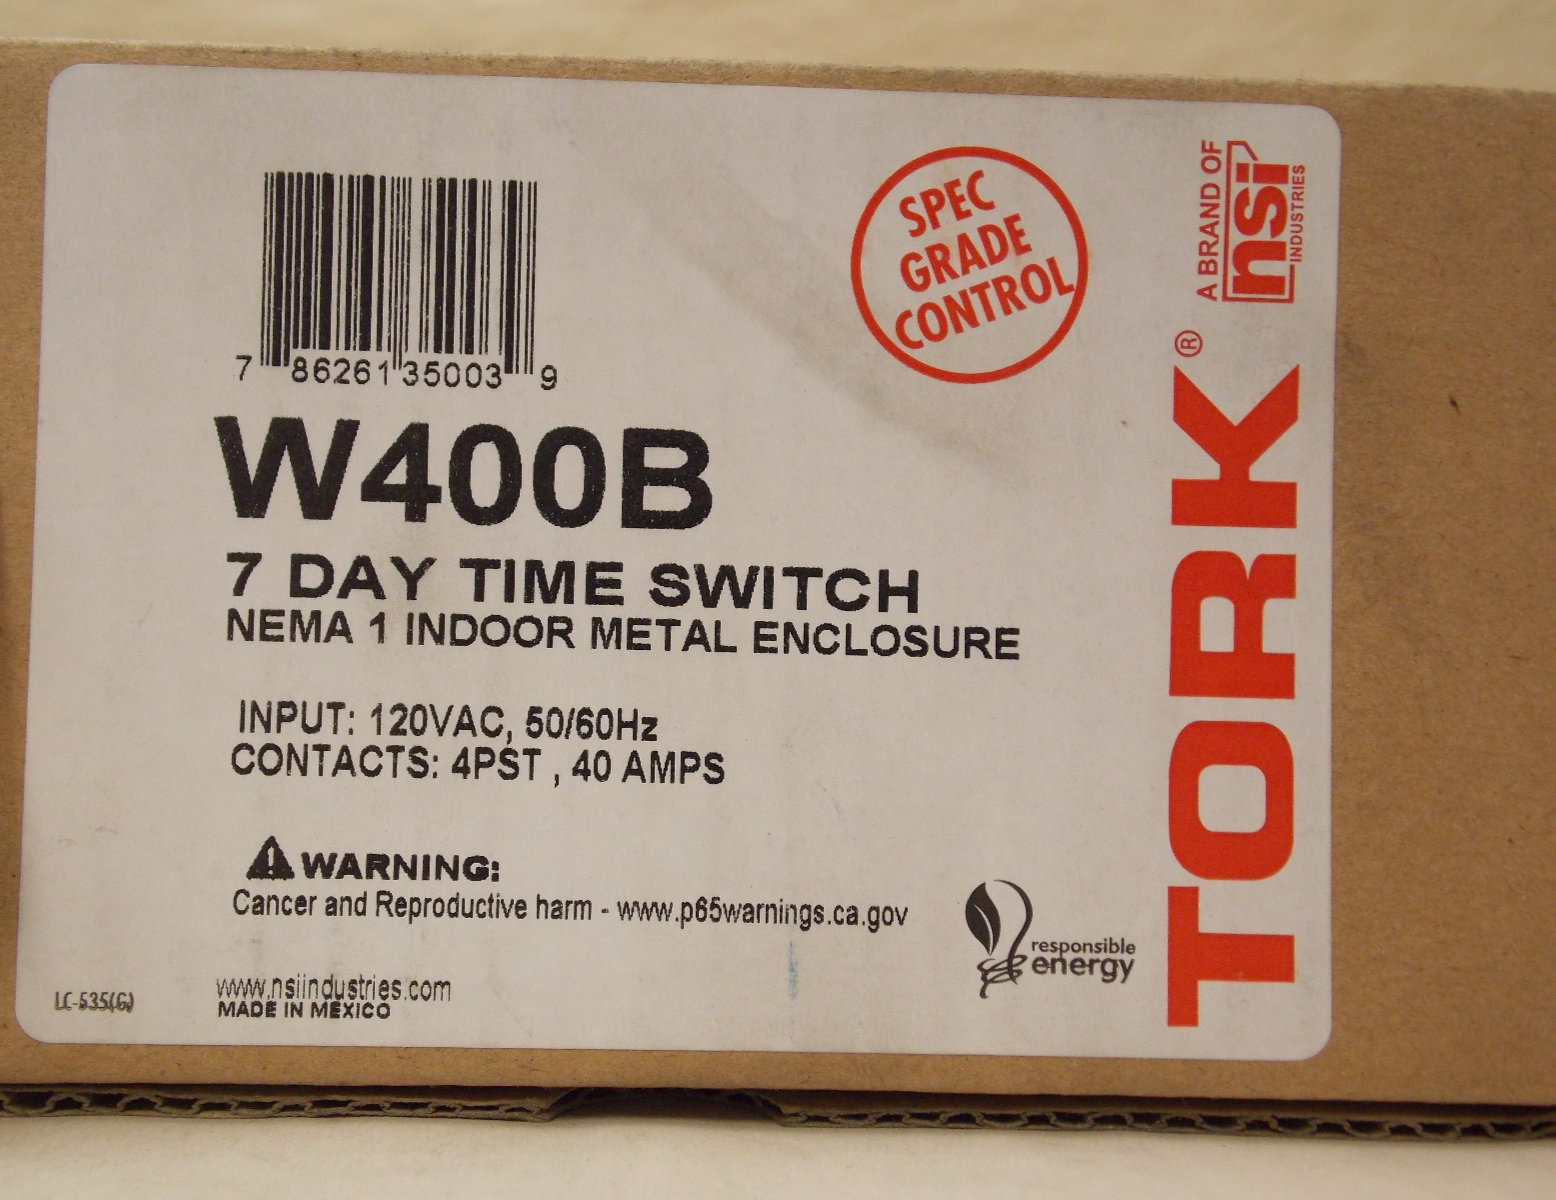 7 86261 35003 9
W400B
7 DAY TIME SWITCH
NEMA 1 INDOOR METAL ENCLOSURE
INPUT: 120VAC, 50/60Hz
CONTACTS: 4PST , 40 AMPS
WARNING:
Cancer and Reproductive harm - www.p65warnings.ca.gov
www.nsiindustries.com
MADE IN MEXICO
LC-535(G)
SPEC
GRADE
CONTROL
responsible
energy
TORK®
A BRAND OF
nsi
INDUSTRIES